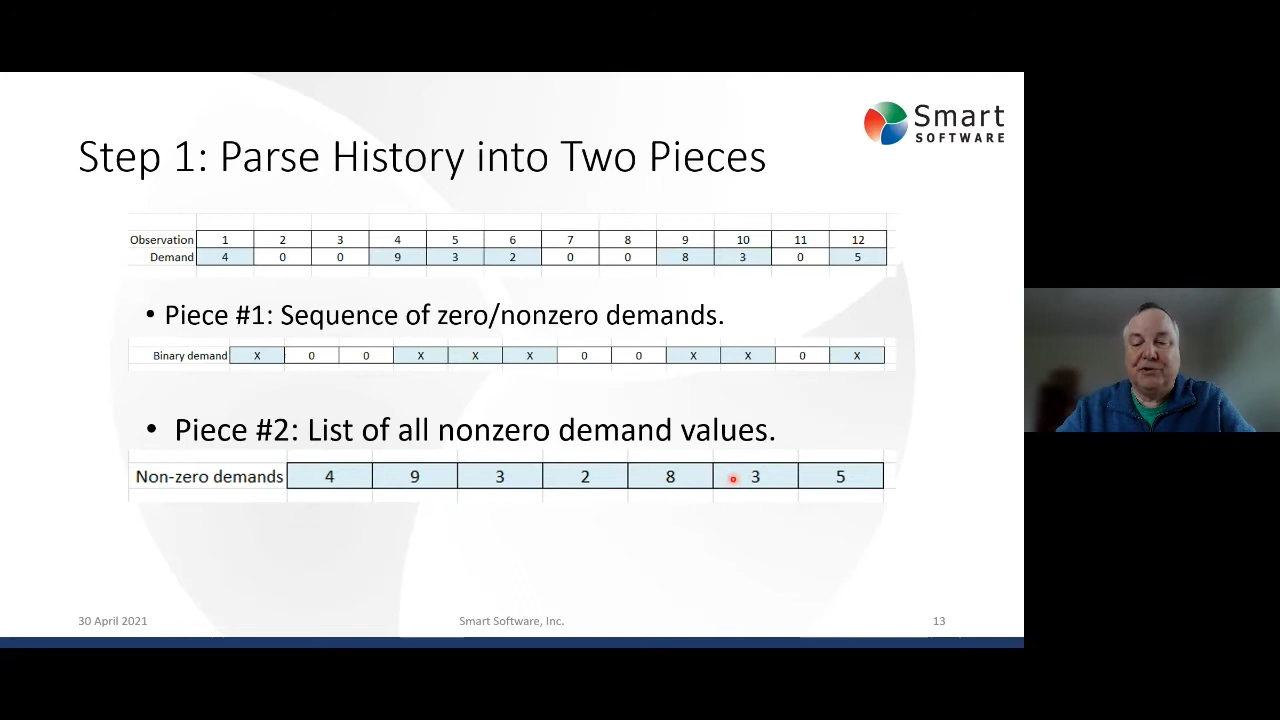 Smart
SOFTWARE
Step 1: Parse History into Two Pieces
Observation 1 2 3 4 5 6 7 8 9 10 11 12
Demand 4 0 0 9 3 2 0 0 8 3 0 5
• Piece #1: Sequence of zero/nonzero demands.
Binary demand X 0 0 X X X 0 0 X X 0 X
• Piece #2: List of all nonzero demand values.
Non-zero demands 4 9 3 2 8 3 5
30 April 2021 Smart Software, Inc. 13